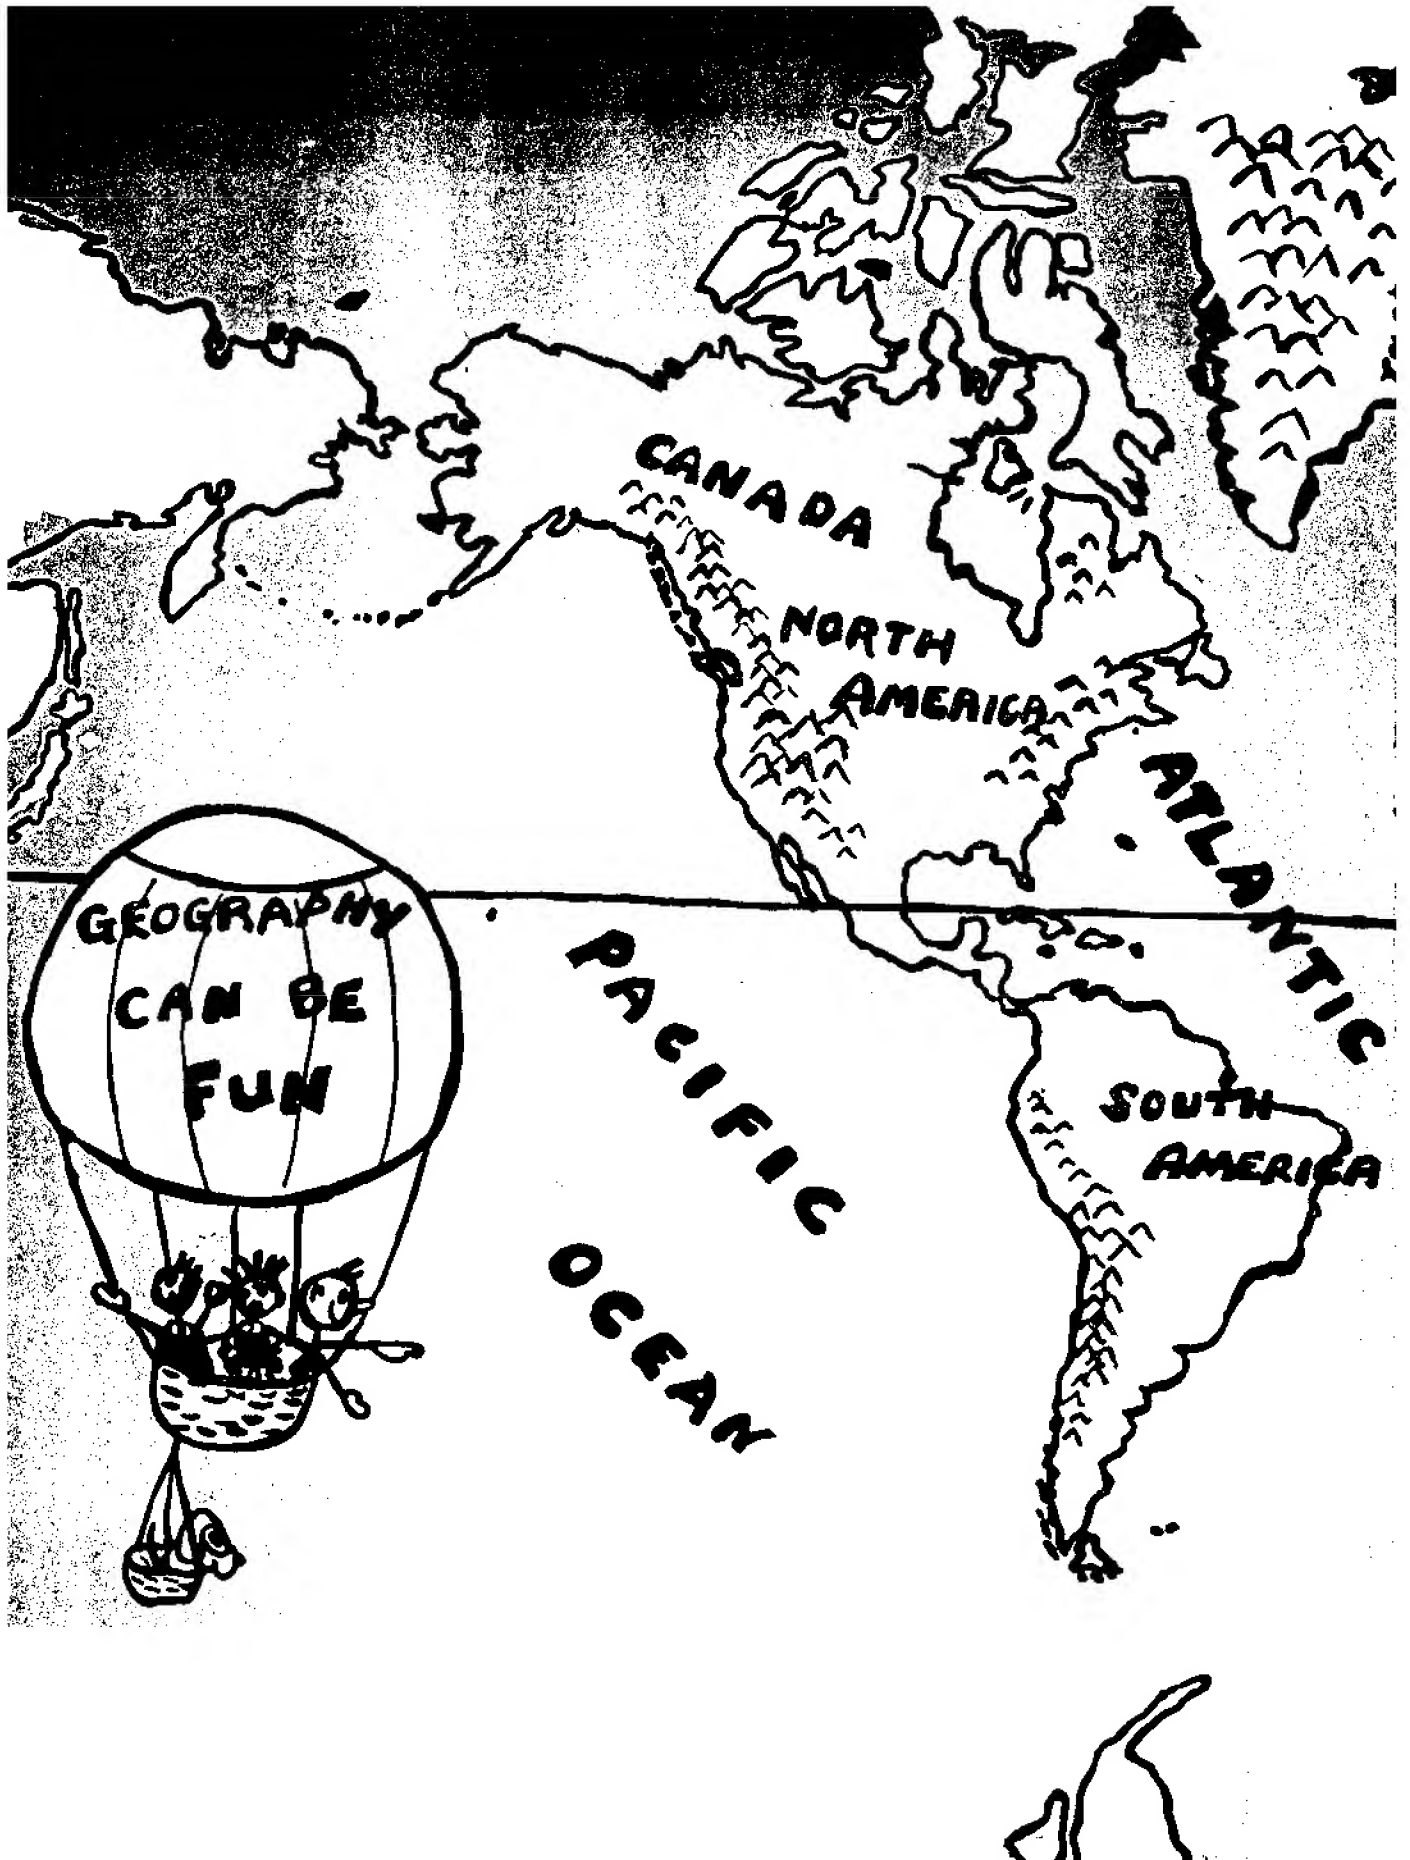 CANADA
NORTH
AMERICA
ATLANTIC
GEOGRAPHY
CAN BE
FUN
PACIFIC
OCEAN
SOUTH
AMERICA